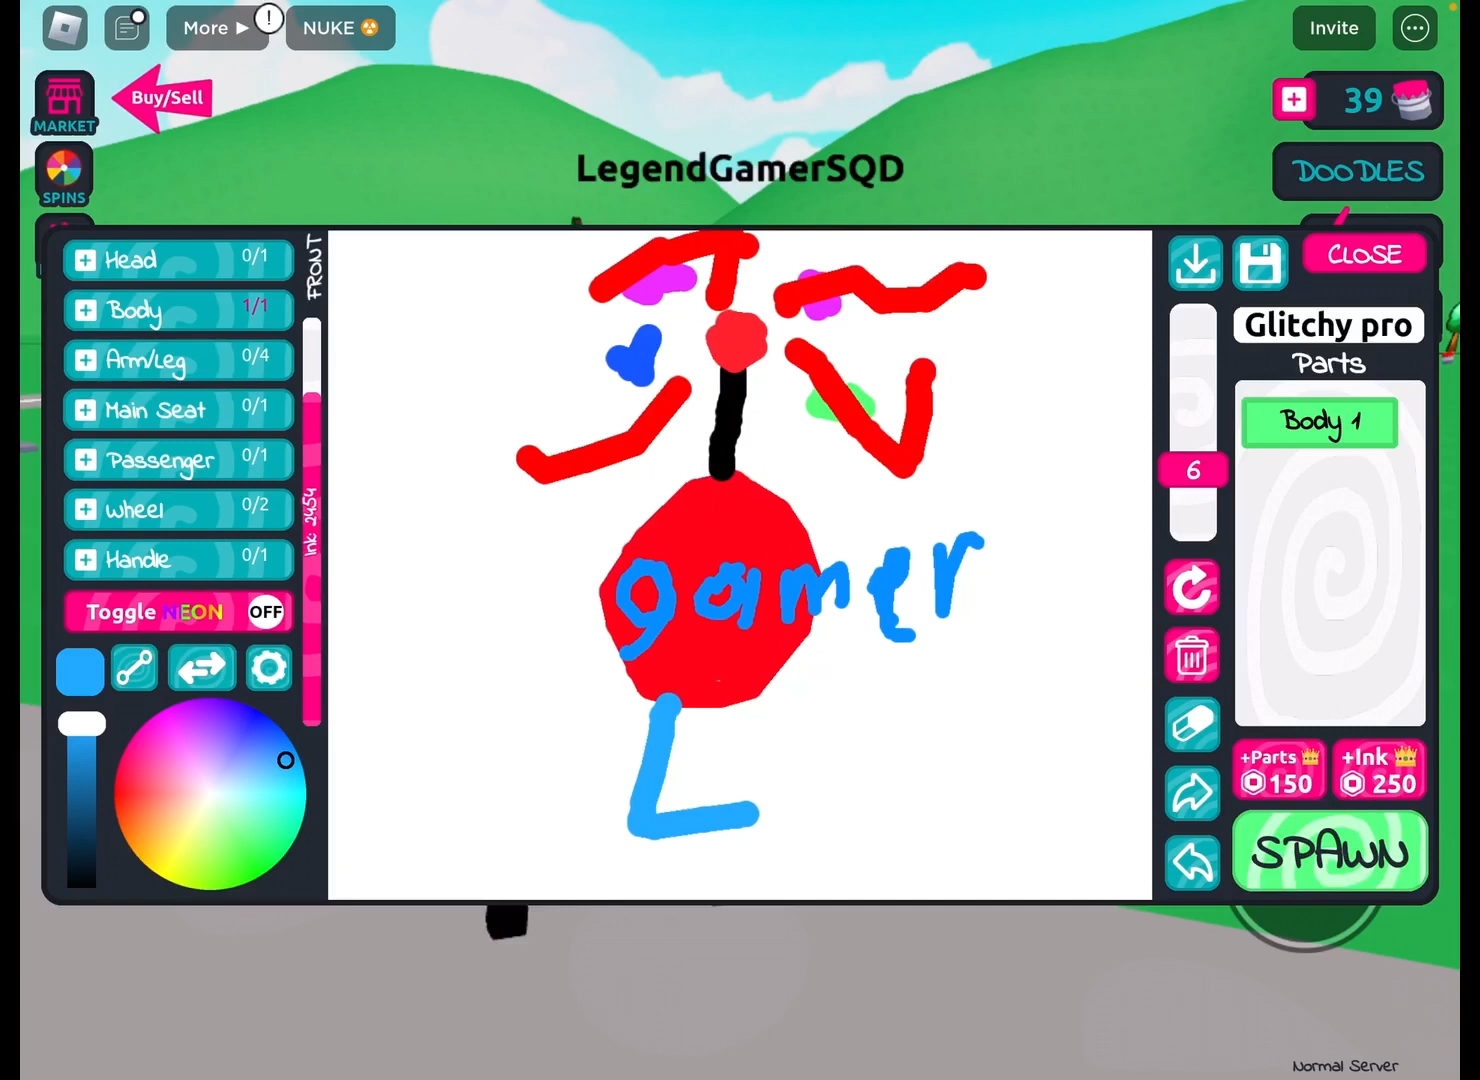 More ▶ ! NUKE ☢
Invite
Buy/Sell
MARKET
39
SPINS
LegendGamerSQD
DOODLES
Head 0/1
Body 1/1
Arm/Leg 0/4
Main Seat 0/1
Passenger 0/1
Wheel 0/2
Handle 0/1
Toggle NEON OFF
FRONT
Ink: 2454
gamer
CLOSE
Glitchy pro
Parts
Body 1
6
+Parts 150
+Ink 250
SPAWN
Normal Server